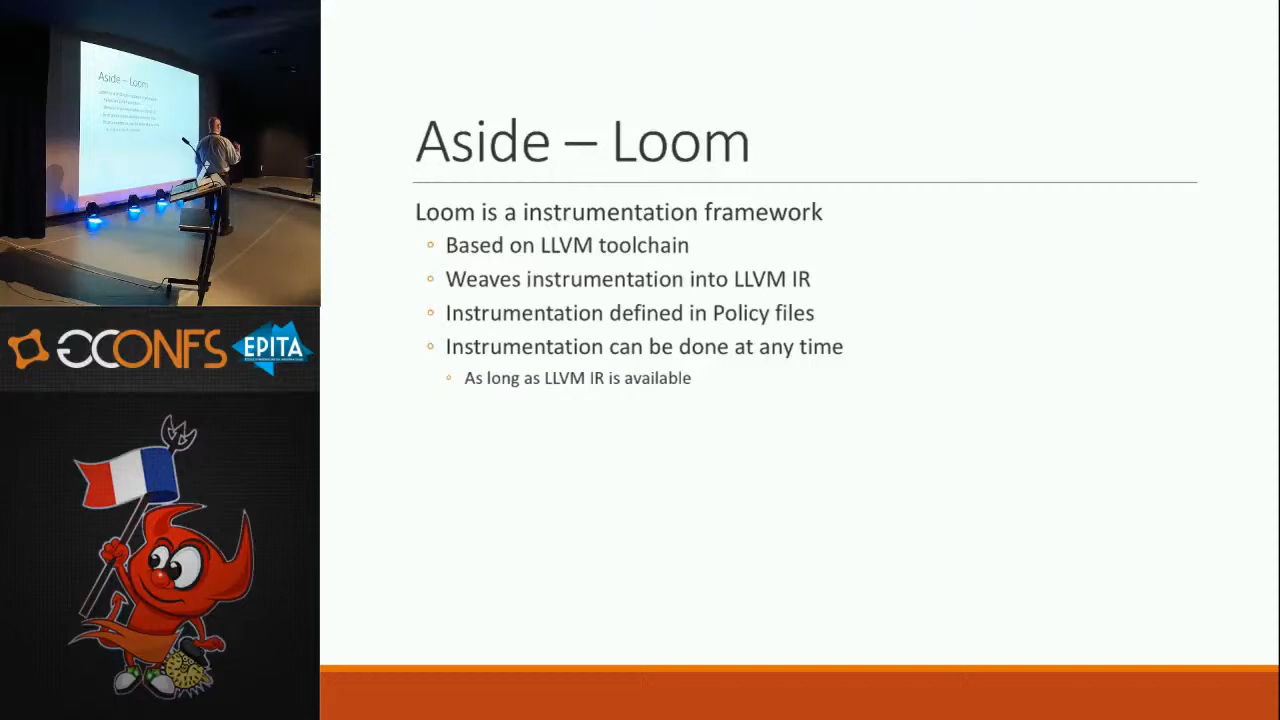 Aside – Loom
Aside – Loom
Loom is a instrumentation framework
Based on LLVM toolchain
Weaves instrumentation into LLVM IR
Instrumentation defined in Policy files
Instrumentation can be done at any time
As long as LLVM IR is available
GCONFS
EPITA